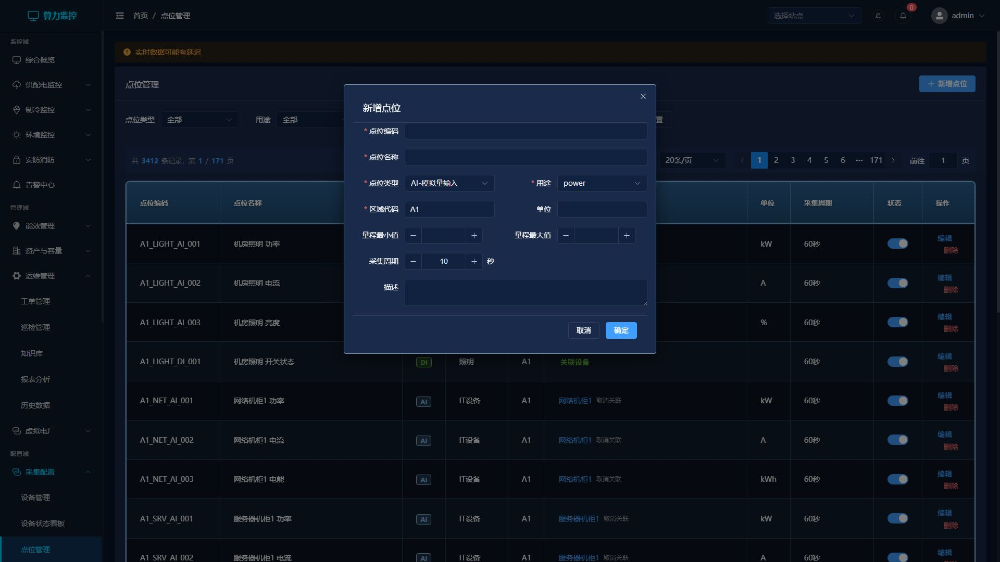 算力监控
首页 / 点位管理
选择站点
0
admin
监控域
综合概览
供配电监控
制冷监控
环境监控
安防消防
告警中心
管理域
能效管理
资产与容量
运维管理
工单管理
巡检管理
知识库
报表分析
历史数据
虚拟电厂
配置域
采集配置
设备管理
设备状态看板
点位管理
实时数据可能有延迟
点位管理
新增点位
点位类型 全部 用途 全部 置
共 3412 条记录，第 1 / 171 页
20条/页 1 2 3 4 5 6 ··· 171 前往 1 页
新增点位
* 点位编码
* 点位名称
* 点位类型 AI-模拟量输入 * 用途 power
* 区域代码 A1 单位
量程最小值 量程最大值
采集周期 10 秒
描述
取消 确定
点位编码 点位名称 单位 采集周期 状态 操作
A1_LIGHT_AI_001 机房照明 功率 kW 60秒 编辑 删除
A1_LIGHT_AI_002 机房照明 电流 A 60秒 编辑 删除
A1_LIGHT_AI_003 机房照明 亮度 % 60秒 编辑 删除
A1_LIGHT_DI_001 机房照明 开关状态 DI 照明 A1 关联设备 60秒 编辑 删除
A1_NET_AI_001 网络机柜1 功率 AI IT设备 A1 网络机柜1 取消关联 kW 60秒 编辑 删除
A1_NET_AI_002 网络机柜1 电流 AI IT设备 A1 网络机柜1 取消关联 A 60秒 编辑 删除
A1_NET_AI_003 网络机柜1 电能 AI IT设备 A1 网络机柜1 取消关联 kWh 60秒 编辑 删除
A1_SRV_AI_001 服务器机柜1 功率 AI IT设备 A1 服务器机柜1 取消关联 kW 60秒 编辑 删除
A1_SRV_AI_002 服务器机柜1 电流 AI IT设备 A1 服务器机柜1 取消关联 A 60秒 编辑